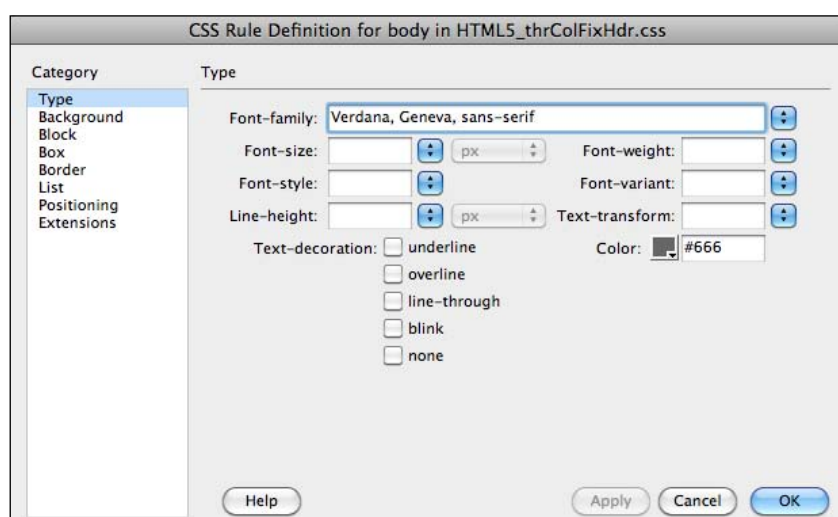 CSS Rule Definition for body in HTML5_thrColFixHdr.css
Category
Type
Background
Block
Box
Border
List
Positioning
Extensions
Type
Font-family: Verdana, Geneva, sans-serif
Font-size: px Font-weight:
Font-style: Font-variant:
Line-height: px Text-transform:
Text-decoration: underline Color: #666
overline
line-through
blink
none
Help Apply Cancel OK